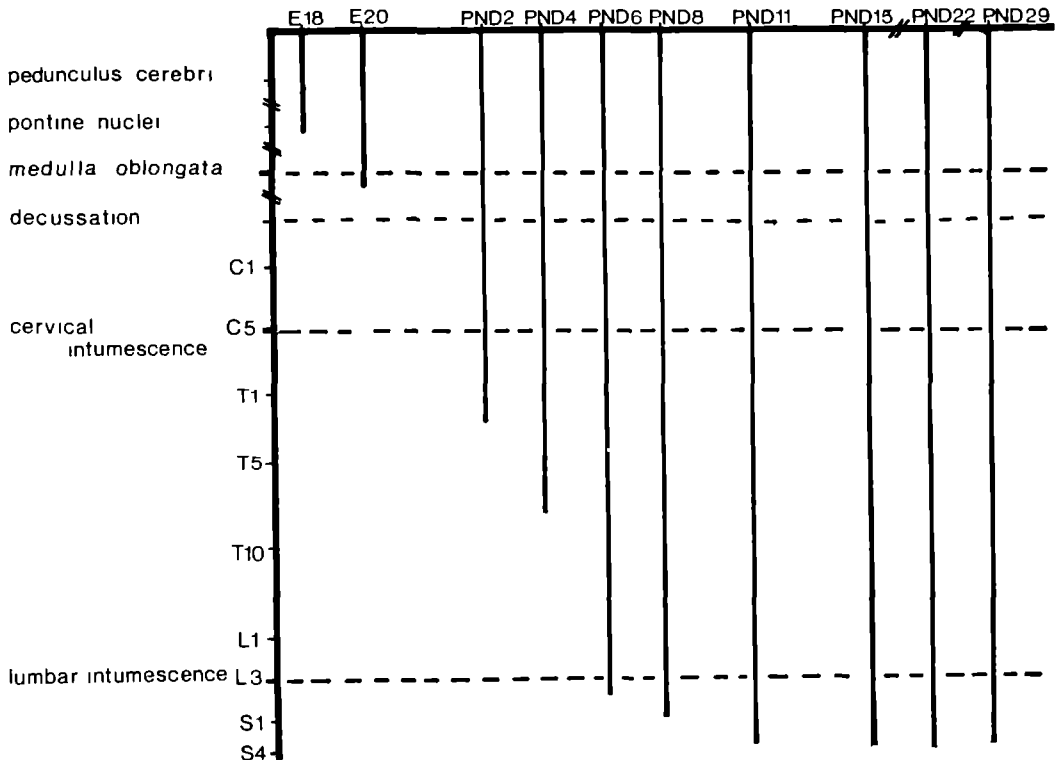 E18 E20 PND2 PND4 PND6 PND8 PND11 PND15 PND22 PND29
pedunculus cerebri
pontine nuclei
medulla oblongata
decussation
C1
cervical C5
intumescence
T1
T5
T10
L1
lumbar intumescence L3
S1
S4